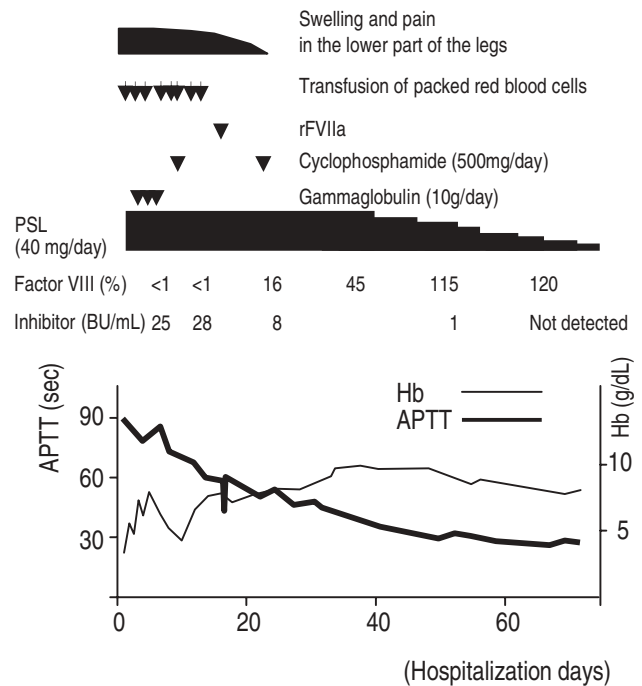 Swelling and pain
in the lower part of the legs
Transfusion of packed red blood cells
rFVIIa
Cyclophosphamide (500mg/day)
Gammaglobulin (10g/day)
PSL
(40 mg/day)
Factor VIII (%) <1 <1 16 45 115 120
Inhibitor (BU/mL) 25 28 8 1 Not detected
APTT (sec)
Hb (g/dL)
Hb
APTT
90
60
30
10
5
0 20 40 60
(Hospitalization days)